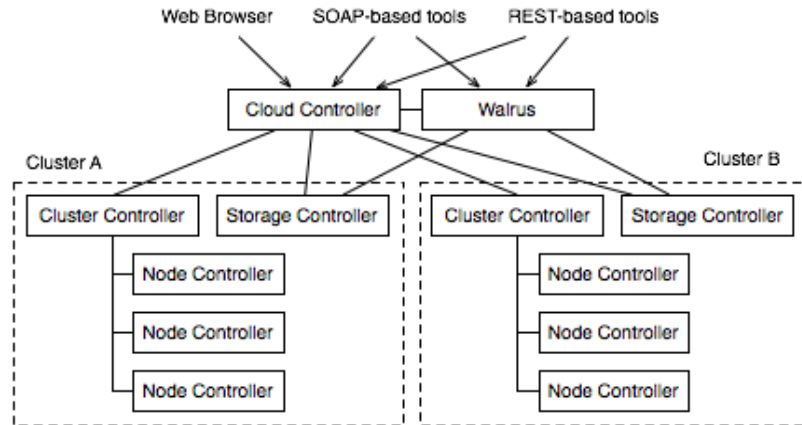 Web Browser SOAP-based tools REST-based tools
Cloud Controller Walrus
Cluster A Cluster B
Cluster Controller Storage Controller Cluster Controller Storage Controller
Node Controller Node Controller
Node Controller Node Controller
Node Controller Node Controller